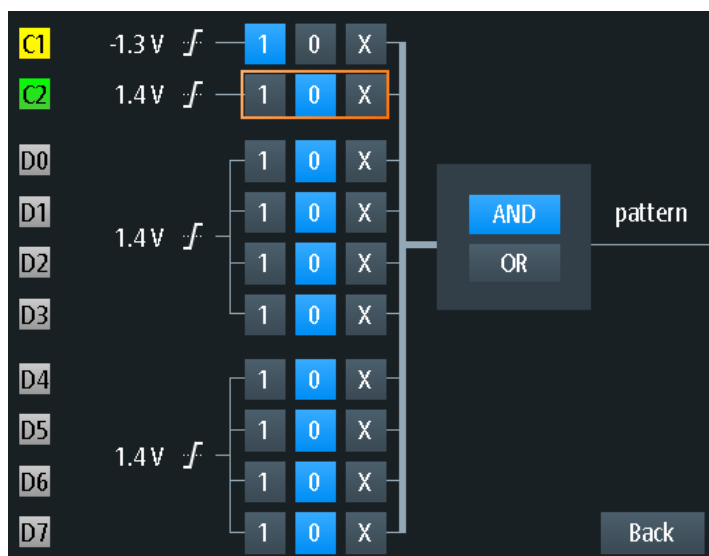 C1 -1.3 V 1 0 X
C2 1.4 V 1 0 X
D0 1 0 X
D1 1 0 X AND pattern
1.4 V
D2 1 0 X OR
D3 1 0 X
D4 1 0 X
D5 1 0 X
1.4 V
D6 1 0 X
D7 1 0 X Back